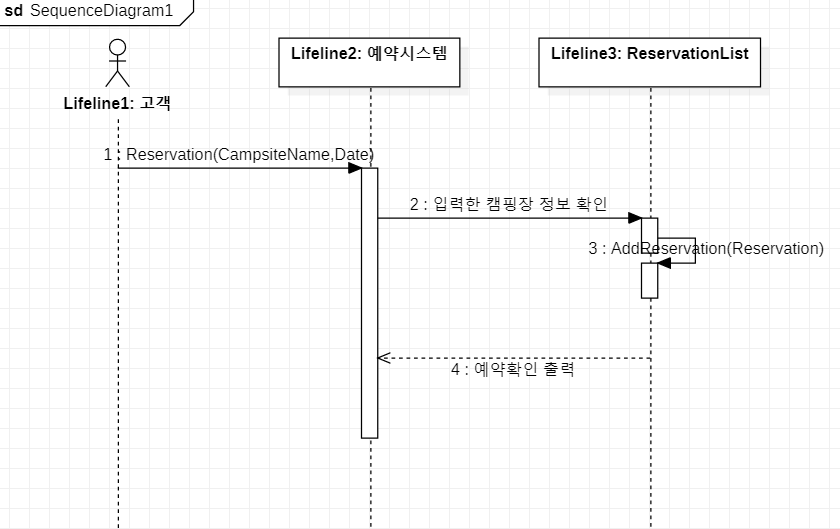 sd SequenceDiagram1
Lifeline1: 고객
Lifeline2: 예약시스템
Lifeline3: ReservationList
1 : Reservation(CampsiteName,Date)
2 : 입력한 캠핑장 정보 확인
3 : AddReservation(Reservation)
4 : 예약확인 출력